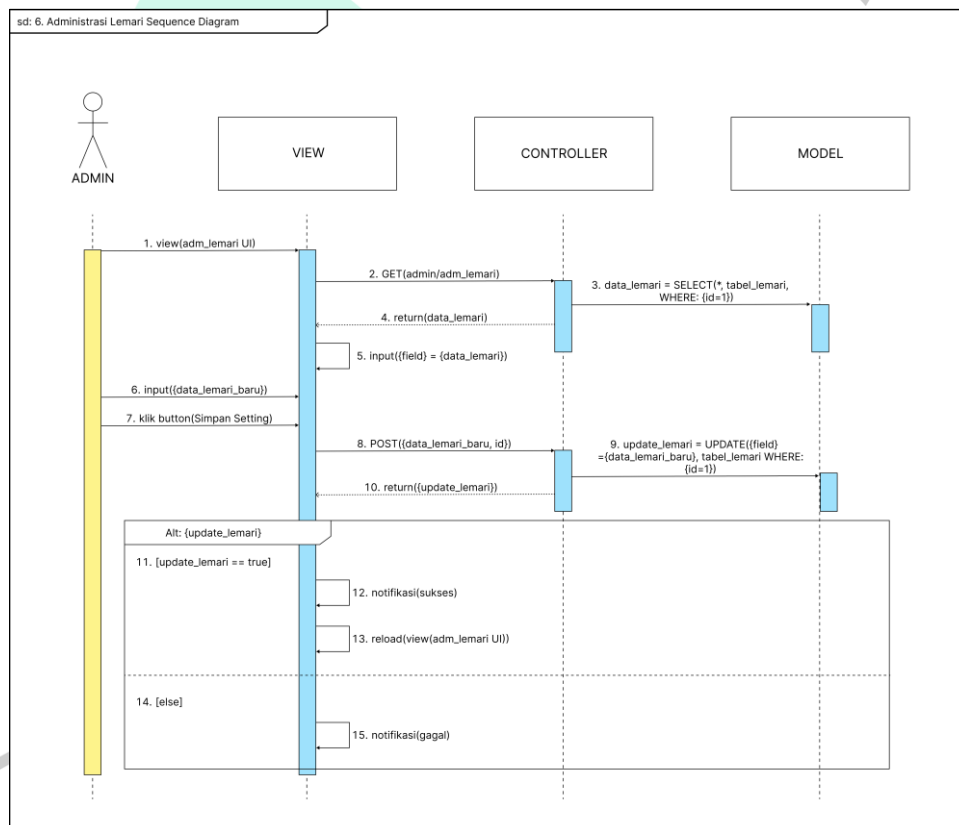 sd: 6. Administrasi Lemari Sequence Diagram
ADMIN
VIEW
CONTROLLER
MODEL
1. view(adm_lemari UI)
2. GET(admin/adm_lemari)
3. data_lemari = SELECT(*, tabel_lemari,
WHERE: {id=1})
4. return(data_lemari)
5. input({field} = {data_lemari})
6. input({data_lemari_baru})
7. klik button(Simpan Setting)
8. POST({data_lemari_baru, id})
9. update_lemari = UPDATE({field}
={data_lemari_baru}, tabel_lemari WHERE:
{id=1})
10. return({update_lemari})
Alt: {update_lemari}
11. [update_lemari == true]
12. notifikasi(sukses)
13. reload(view(adm_lemari UI))
14. [else]
15. notifikasi(gagal)